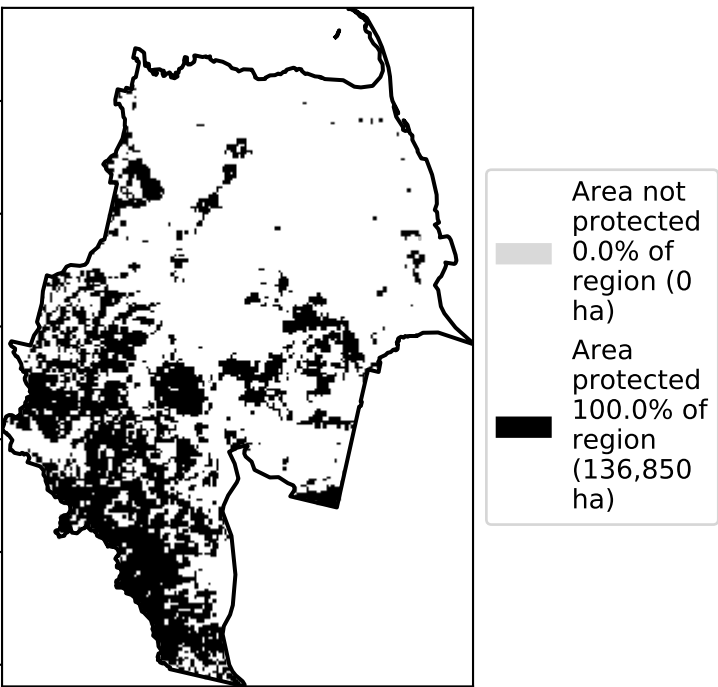 Area not
protected
0.0% of
region (0
ha)
Area
protected
100.0% of
region
(136,850
ha)